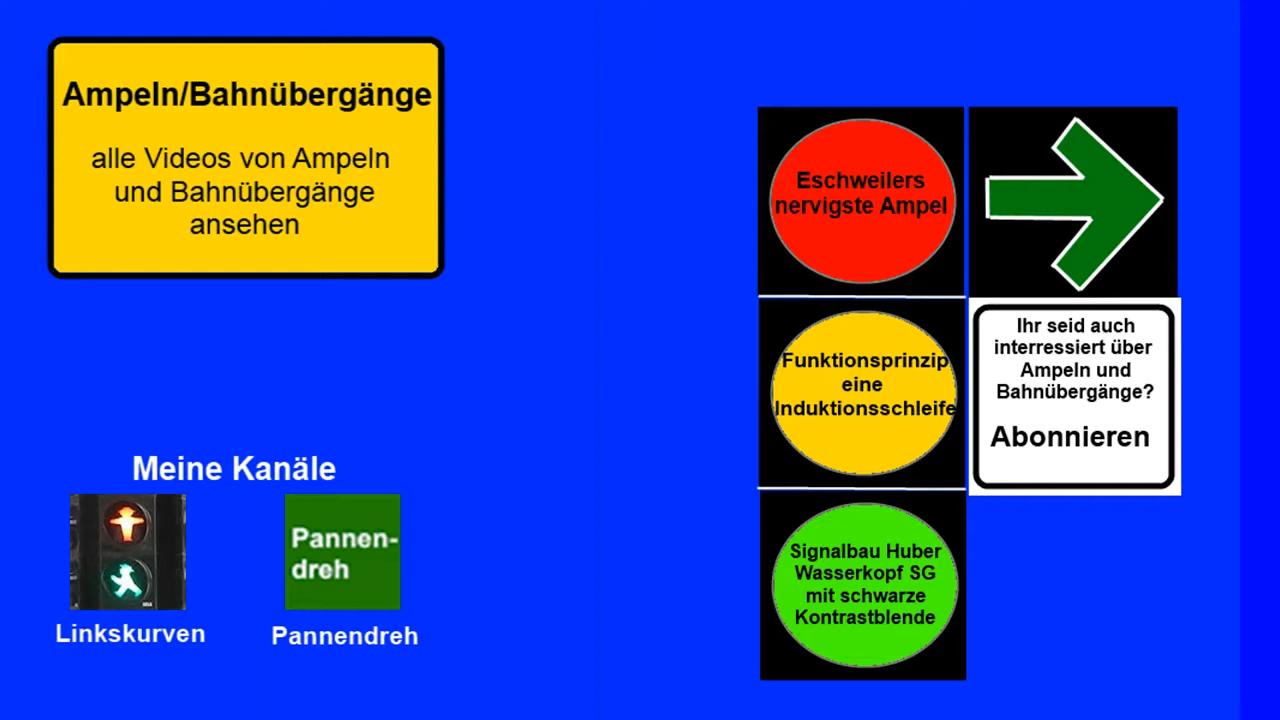 Ampeln/Bahnübergänge
alle Videos von Ampeln
und Bahnübergänge
ansehen
Meine Kanäle
Pannen-
dreh
Linkskurven
Pannendreh
Eschweilers
nervigste Ampel
Funktionsprinzip
eine
Induktionsschleife
Signalbau Huber
Wasserkopf SG
mit schwarze
Kontrastblende
Ihr seid auch
interressiert über
Ampeln und
Bahnübergänge?
Abonnieren